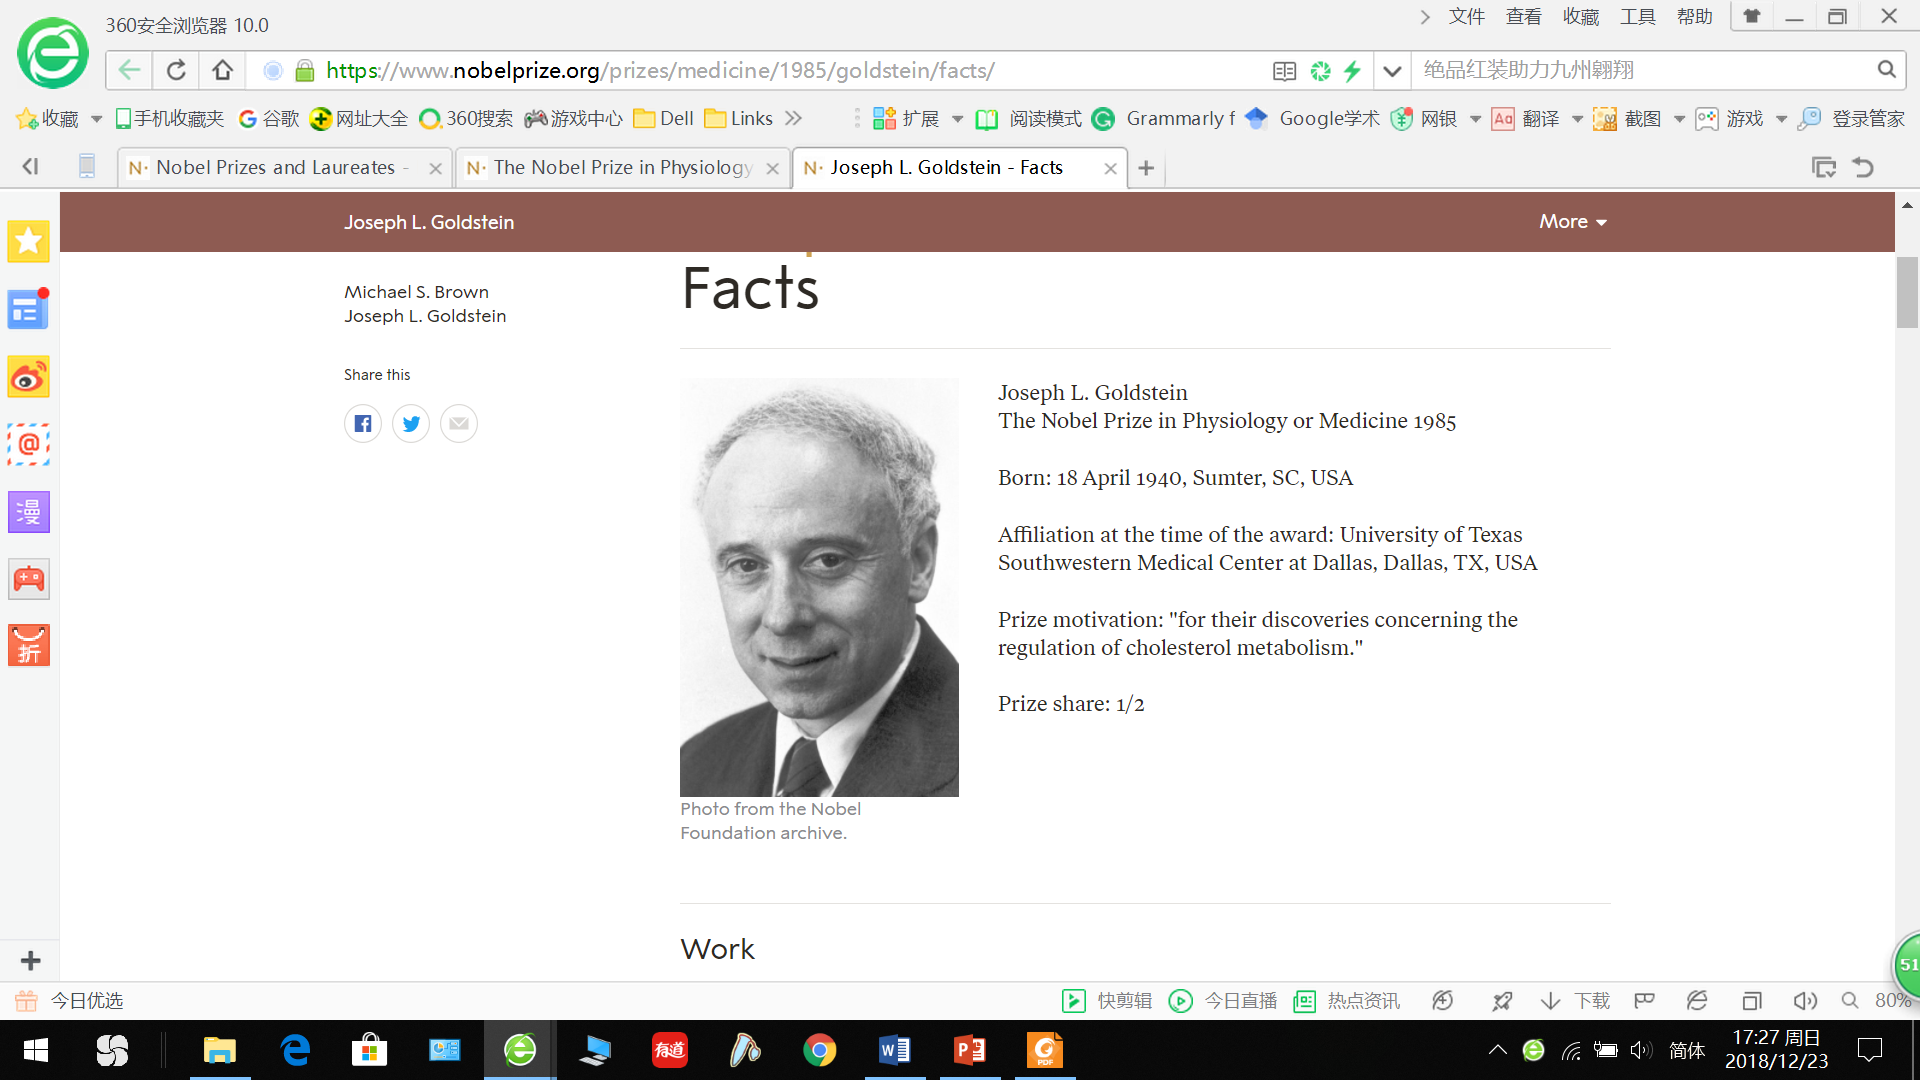 360安全浏览器 10.0
文件 查看 收藏 工具 帮助
https://www.nobelprize.org/prizes/medicine/1985/goldstein/facts/
绝品红装助力九州翱翔
收藏 手机收藏夹 谷歌 网址大全 360搜索 游戏中心 Dell Links 扩展 阅读模式 Grammarly f Google学术 网银 Aa 翻译 截图 游戏 登录管家
N· Nobel Prizes and Laureates -
N· The Nobel Prize in Physiology
N· Joseph L. Goldstein - Facts
Joseph L. Goldstein
More
Facts
Michael S. Brown
Joseph L. Goldstein
Share this
漫
折
Joseph L. Goldstein
The Nobel Prize in Physiology or Medicine 1985
Born: 18 April 1940, Sumter, SC, USA
Affiliation at the time of the award: University of Texas
Southwestern Medical Center at Dallas, Dallas, TX, USA
Prize motivation: "for their discoveries concerning the
regulation of cholesterol metabolism."
Prize share: 1/2
Photo from the Nobel
Foundation archive.
Work
51
今日优选
快剪辑 今日直播 热点资讯 下载 80%
有道
PDF
简体
17:27 周日
2018/12/23